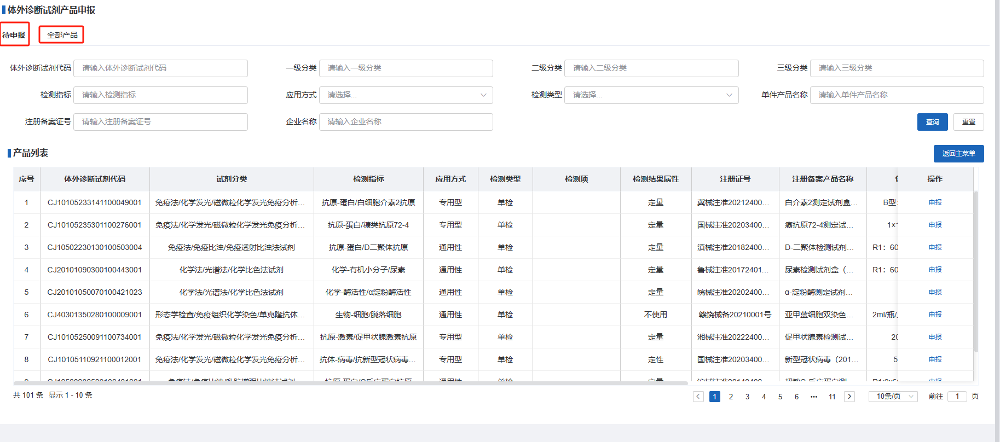 体外诊断试剂产品申报
待申报 全部产品
体外诊断试剂代码 请输入体外诊断试剂代码 一级分类 请输入一级分类 二级分类 请输入二级分类 三级分类 请输入三级分类
检测指标 请输入检测指标 应用方式 请选择... 检测类型 请选择... 单件产品名称 请输入单件产品名称
注册备案证号 请输入注册备案证号 企业名称 请输入企业名称 查询 重置
产品列表 返回主菜单
序号 体外诊断试剂代码 试剂分类 检测指标 应用方式 检测类型 检测项 检测结果属性 注册证号 注册备案产品名称 操作
1 CJ10105233141100049001 免疫法/化学发光/磁微粒化学发光免疫分析... 抗原-蛋白/白细胞介素2抗原 专用型 单检 定量 冀械注准20212400... 白介素2测定试剂盒... B型 申报
2 CJ10105235301100276001 免疫法/化学发光/磁微粒化学发光免疫分析... 抗原-蛋白/糖类抗原72-4 专用型 单检 定量 国械注准20203400... 癌抗原72-4测定试... 1× 申报
3 CJ10502230130100503004 免疫法/免疫比浊/免疫透射比浊法试剂 抗原-蛋白/D二聚体抗原 通用性 单检 定量 滇械注准20182400... D-二聚体检测试剂... R1：60 申报
4 CJ20101090300100443001 化学法/光谱法/化学比色法试剂 化学-有机小分子/尿素 通用性 单检 定量 鲁械注准20172401... 尿素检测试剂盒（... R1：60 申报
5 CJ20101050070100421023 化学法/光谱法/化学比色法试剂 化学-酶活性/α淀粉酶活性 通用性 单检 定量 皖械注准20202400... α-淀粉酶测定试剂... 申报
6 CJ40301350280100009001 形态学检查/免疫组织化学染色/单克隆抗体... 生物-细胞/脱落细胞 通用性 单检 不使用 赣饶械备20210001号 亚甲蓝细胞双染色... 2ml/瓶/ 申报
7 CJ10105250091100734001 免疫法/化学发光/磁微粒化学发光免疫分析... 抗原-激素/促甲状腺激素抗原 专用型 单检 定量 湘械注准20222400... 促甲状腺素检测试... 20 申报
8 CJ10105110921100012001 免疫法/化学发光/磁微粒化学发光免疫分析... 抗体-病毒/抗新型冠状病毒... 专用型 单检 定性 国械注准20203400... 新型冠状病毒（201... 5 申报
共 101 条 显示 1 - 10 条 1 2 3 4 5 6 ••• 11 10条/页 前往 1 页